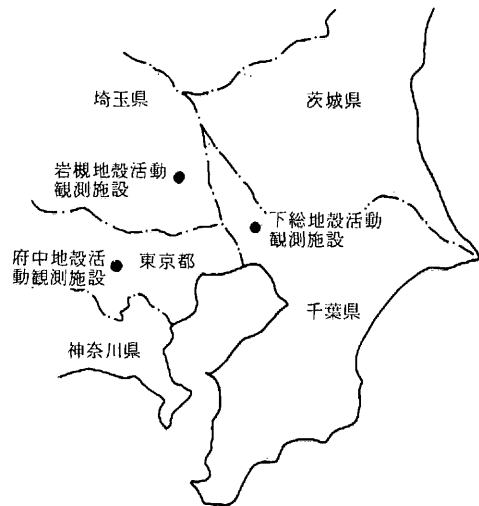 埼玉県
茨城県
岩槻地殻活動
観測施設
下総地殻活動
観測施設
府中地殻活
動観測施設
東京都
千葉県
神奈川県